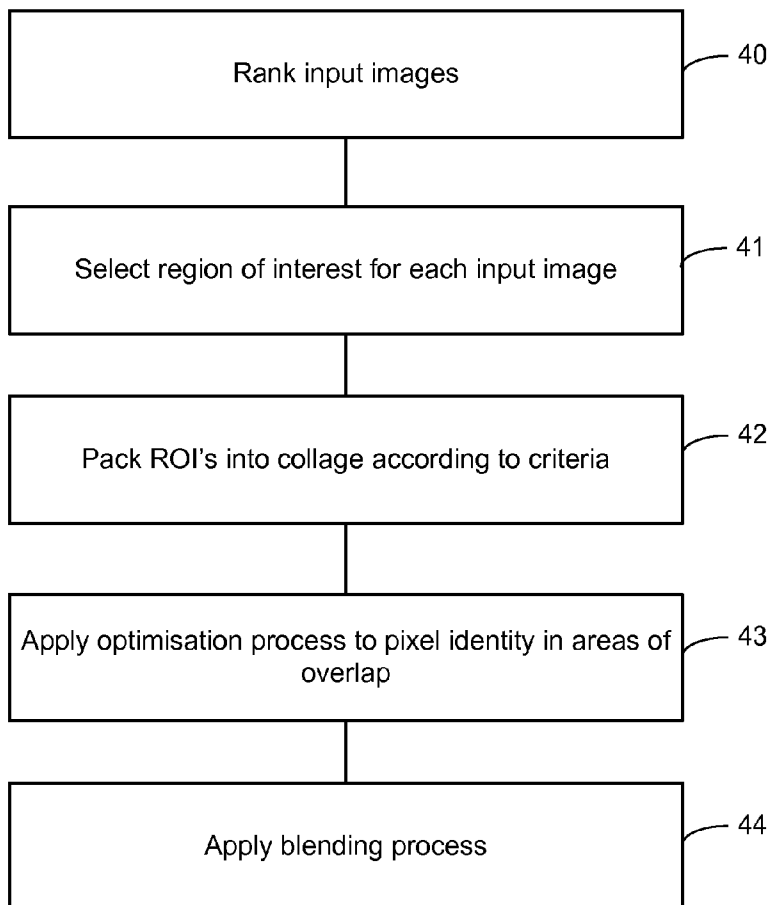 Rank input images
40
Select region of interest for each input image
41
Pack ROI's into collage according to criteria
42
Apply optimisation process to pixel identity in areas of
overlap
43
Apply blending process
44